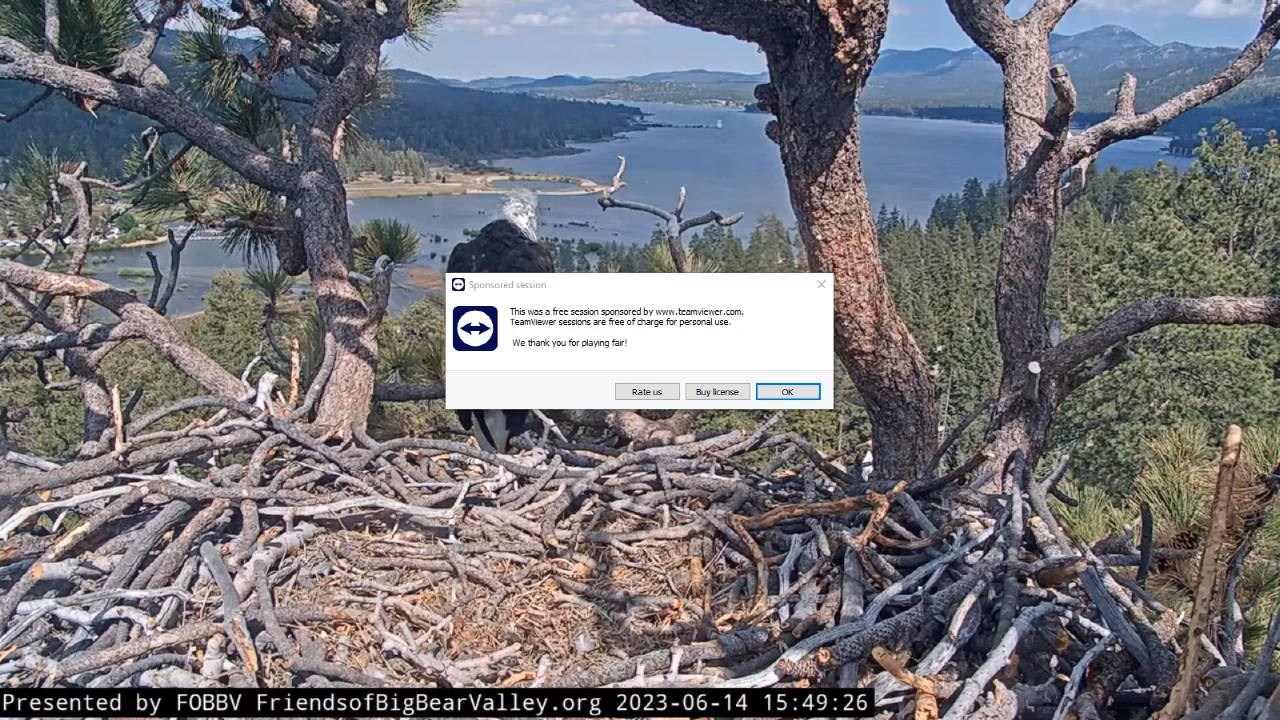 Sponsored session
This was a free session sponsored by www.teamviewer.com.
TeamViewer sessions are free of charge for personal use.
We thank you for playing fair!
Rate us Buy license OK
Presented by FOBBV FriendsofBigBearValley.org 2023-06-14 15:49:26